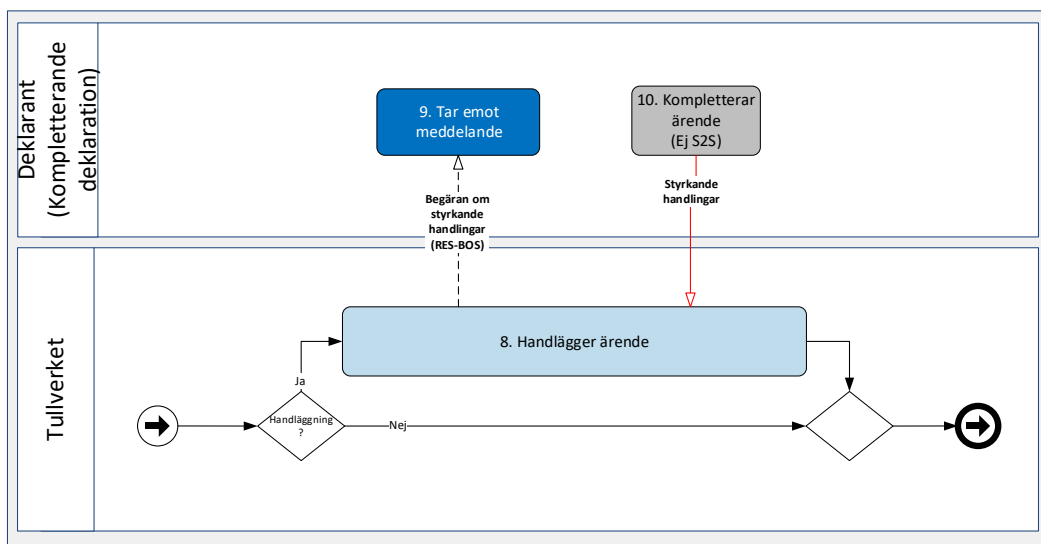 Deklarant
(Kompletterande
deklaration)
9. Tar emot
meddelande
10. Kompletterar
ärende
(Ej S2S)
Begäran om
styrkande
handlingar
(RES-BOS)
Styrkande
handlingar
Tullverket
8. Handlägger ärende
Ja
Handläggning
?
Nej